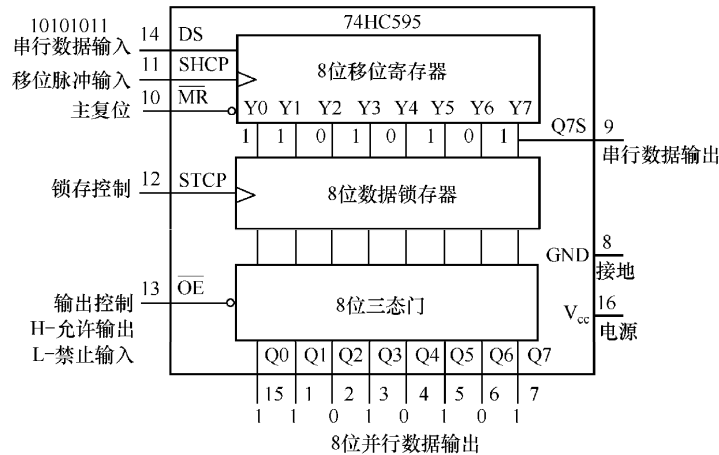 74HC595
10101011
串行数据输入 14 DS
移位脉冲输入 11 SHCP
主复位 10 MR
8位移位寄存器
Y0 Y1 Y2 Y3 Y4 Y5 Y6 Y7
1 1 0 1 0 1 0 1
Q7S 9
串行数据输出
锁存控制 12 STCP
8位数据锁存器
GND 8
接地
输出控制 13 OE
H-允许输出
L-禁止输入
8位三态门
Vcc 16
电源
Q0 Q1 Q2 Q3 Q4 Q5 Q6 Q7
15 1 2 3 4 5 6 7
1 1 0 1 0 1 0 1
8位并行数据输出